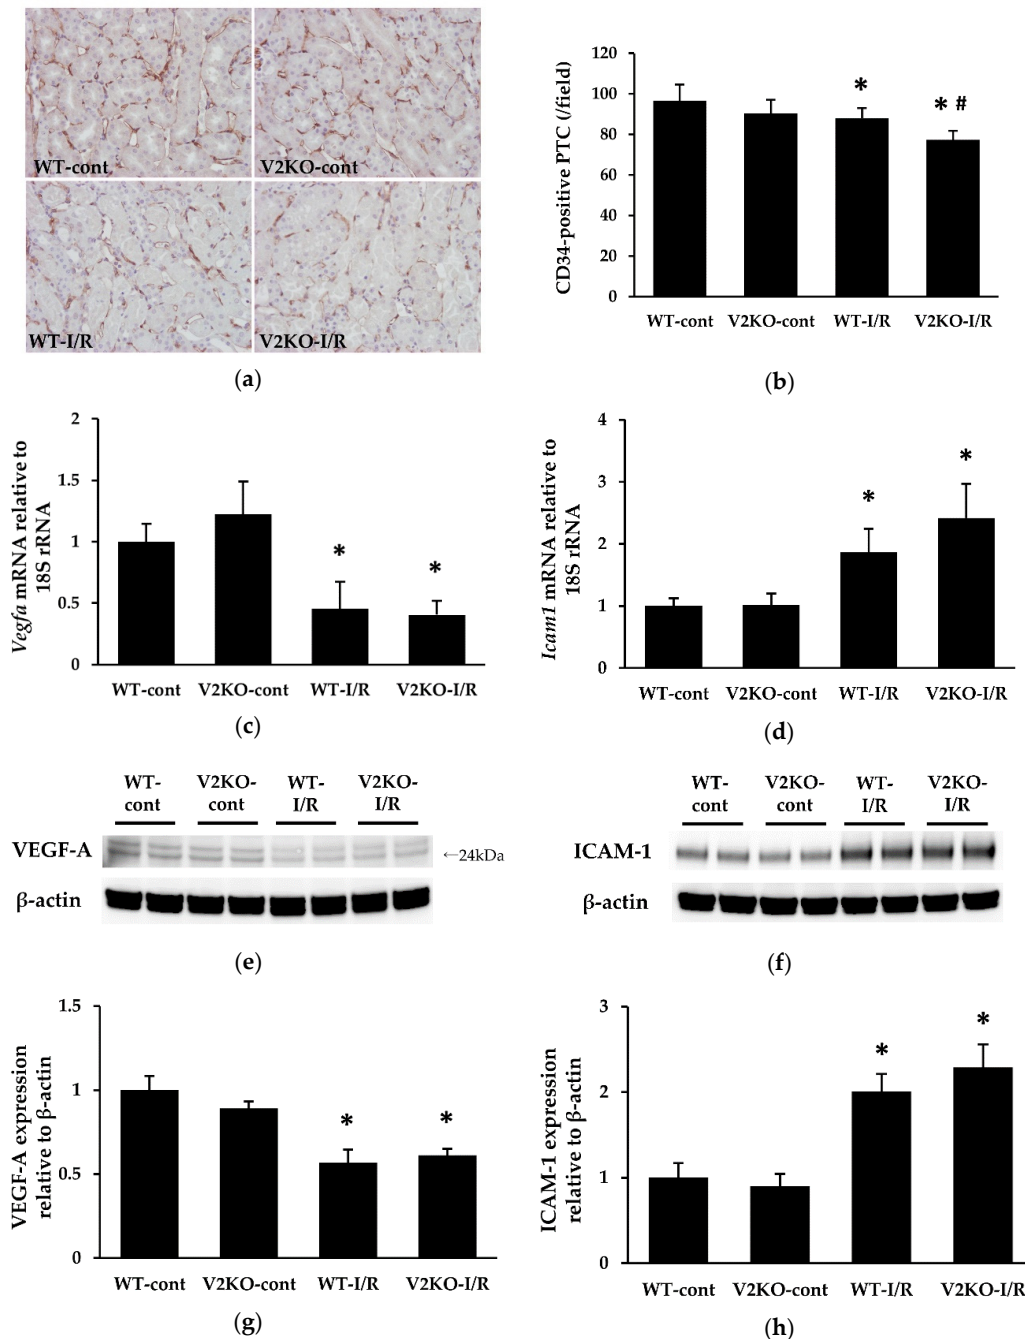 WT-cont
V2KO-cont
WT-I/R
V2KO-I/R
(a)
CD34-positive PTC (/field)
120
100
80
60
40
20
0
*
* #
WT-cont
V2KO-cont
WT-I/R
V2KO-I/R
(b)
Vegfa mRNA relative to
18S rRNA
2
1.5
1
0.5
0
*
*
WT-cont
V2KO-cont
WT-I/R
V2KO-I/R
(c)
Icam1 mRNA relative to
18S rRNA
4
3
2
1
0
*
*
WT-cont
V2KO-cont
WT-I/R
V2KO-I/R
(d)
WT-
cont
V2KO-
cont
WT-
I/R
V2KO-
I/R
VEGF-A
←24kDa
β-actin
(e)
WT-
cont
V2KO-
cont
WT-
I/R
V2KO-
I/R
ICAM-1
β-actin
(f)
VEGF-A expression
relative to β-actin
1.5
1
0.5
0
*
*
WT-cont
V2KO-cont
WT-I/R
V2KO-I/R
(g)
ICAM-1 expression
relative to β-actin
3
2
1
0
*
*
WT-cont
V2KO-cont
WT-I/R
V2KO-I/R
(h)